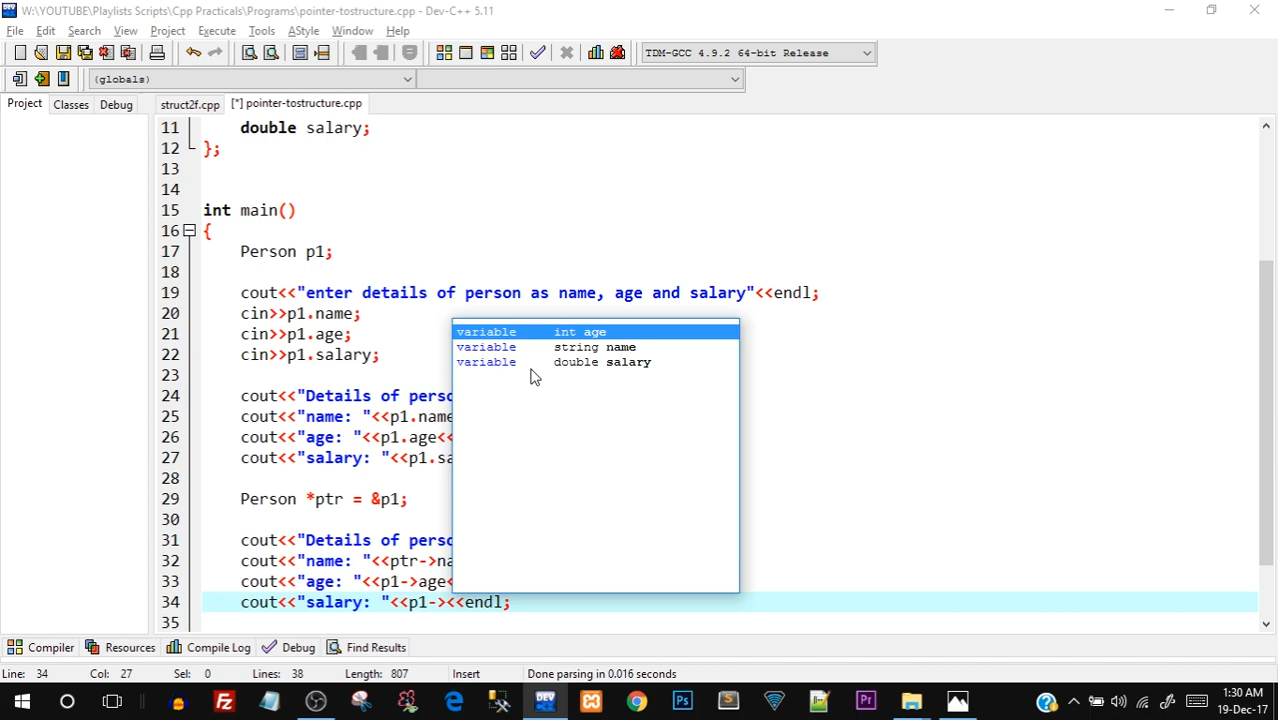 W:\YOUTUBE\Playlists Scripts\Cpp Practicals\Programs\pointer-tostructure.cpp - Dev-C++ 5.11
File Edit Search View Project Execute Tools AStyle Window Help
TDM-GCC 4.9.2 64-bit Release
(globals)
Project Classes Debug struct2f.cpp [*] pointer-tostructure.cpp
11 double salary;
12 };
13
14
15 int main()
16 {
17 Person p1;
18
19 cout<<"enter details of person as name, age and salary"<<endl;
20 cin>>p1.name;
21 cin>>p1.age;
22 cin>>p1.salary;
23
24 cout<<"Details of perso
25 cout<<"name: "<<p1.name
26 cout<<"age: "<<p1.age<<
27 cout<<"salary: "<<p1.sa
28
29 Person *ptr = &p1;
30
31 cout<<"Details of perso
32 cout<<"name: "<<ptr->na
33 cout<<"age: "<<p1->age<
34 cout<<"salary: "<<p1-><<endl;
35
variable int age
variable string name
variable double salary
Compiler Resources Compile Log Debug Find Results
Line: 34 Col: 27 Sel: 0 Lines: 38 Length: 807 Insert Done parsing in 0.016 seconds
1:30 AM
19-Dec-17